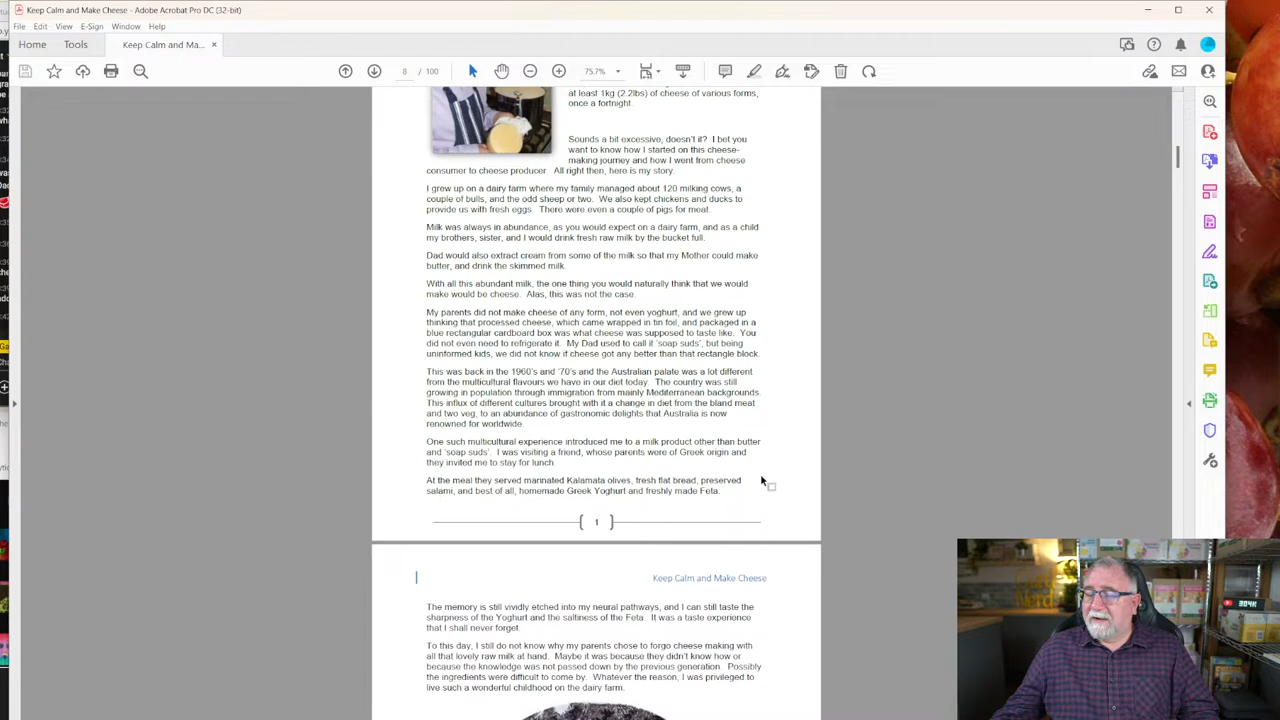 Keep Calm and Make Cheese - Adobe Acrobat Pro DC (32-bit)
File Edit View E-Sign Window Help
Home Tools Keep Calm and Ma... ×
8 / 100 75.7%
at least 1kg (2.2lbs) of cheese of various forms,
once a fortnight.
Sounds a bit excessive, doesn't it? I bet you
want to know how I started on this cheese-
making journey and how I went from cheese
consumer to cheese producer. All right then, here is my story.
I grew up on a dairy farm where my family managed about 120 milking cows, a
couple of bulls, and the odd sheep or two. We also kept chickens and ducks to
provide us with fresh eggs. There were even a couple of pigs for meat.
Milk was always in abundance, as you would expect on a dairy farm, and as a child
my brothers, sister, and I would drink fresh raw milk by the bucket full.
Dad would also extract cream from some of the milk so that my Mother could make
butter, and drink the skimmed milk.
With all this abundant milk, the one thing you would naturally think that we would
make would be cheese. Alas, this was not the case.
My parents did not make cheese of any form, not even yoghurt, and we grew up
thinking that processed cheese, which came wrapped in tin foil, and packaged in a
blue rectangular cardboard box was what cheese was supposed to taste like. You
did not even need to refrigerate it. My Dad used to call it 'soap suds', but being
uninformed kids, we did not know if cheese got any better than that rectangle block.
This was back in the 1960's and '70's and the Australian palate was a lot different
from the multicultural flavours we have in our diet today. The country was still
growing in population through immigration from mainly Mediterranean backgrounds.
This influx of different cultures brought with it a change in diet from the bland meat
and two veg, to an abundance of gastronomic delights that Australia is now
renowned for worldwide.
One such multicultural experience introduced me to a milk product other than butter
and 'soap suds'. I was visiting a friend, whose parents were of Greek origin and
they invited me to stay for lunch.
At the meal they served marinated Kalamata olives, fresh flat bread, preserved
salami, and best of all, homemade Greek Yoghurt and freshly made Feta.
1
Keep Calm and Make Cheese
The memory is still vividly etched into my neural pathways, and I can still taste the
sharpness of the Yoghurt and the saltiness of the Feta. It was a taste experience
that I shall never forget.
To this day, I still do not know why my parents chose to forgo cheese making with
all that lovely raw milk at hand. Maybe it was because they didn't know how or
because the knowledge was not passed down by the previous generation. Possibly
the ingredients were difficult to come by. Whatever the reason, I was privileged to
live such a wonderful childhood on the dairy farm.
304K